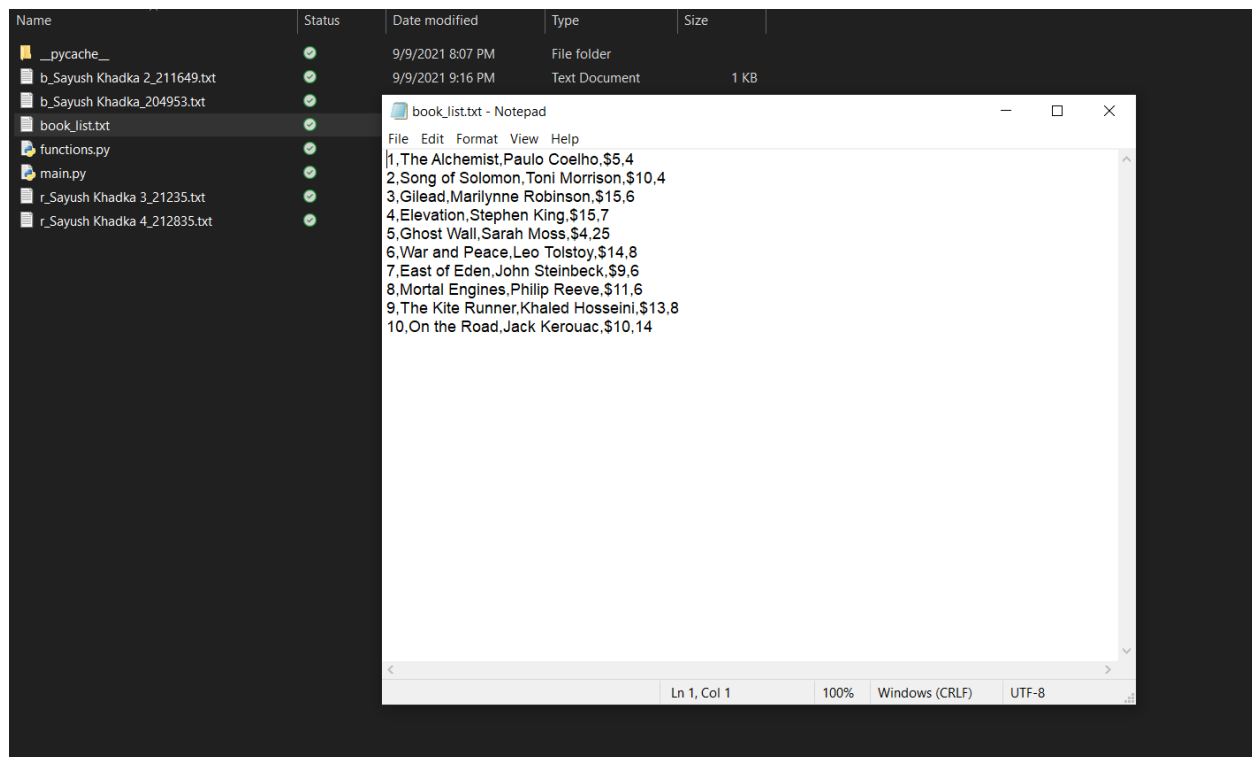 Name Status Date modified Type Size
__pycache__ 9/9/2021 8:07 PM File folder
b_Sayush Khadka 2_211649.txt 9/9/2021 9:16 PM Text Document 1 KB
b_Sayush Khadka_204953.txt
book_list.txt
functions.py
main.py
r_Sayush Khadka 3_21235.txt
r_Sayush Khadka 4_212835.txt
book_list.txt - Notepad
File Edit Format View Help
1,The Alchemist,Paulo Coelho,$5,4
2,Song of Solomon,Toni Morrison,$10,4
3,Gilead,Marilynne Robinson,$15,6
4,Elevation,Stephen King,$15,7
5,Ghost Wall,Sarah Moss,$4,25
6,War and Peace,Leo Tolstoy,$14,8
7,East of Eden,John Steinbeck,$9,6
8,Mortal Engines,Philip Reeve,$11,6
9,The Kite Runner,Khaled Hosseini,$13,8
10,On the Road,Jack Kerouac,$10,14
Ln 1, Col 1 100% Windows (CRLF) UTF-8